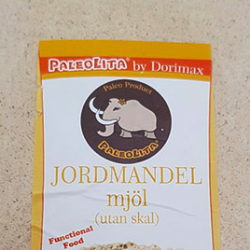 PALEOLITA by Dorimax
Paleo Product
PALEOLITA
JORDMANDEL
mjöl
(utan skal)
Functional
Food